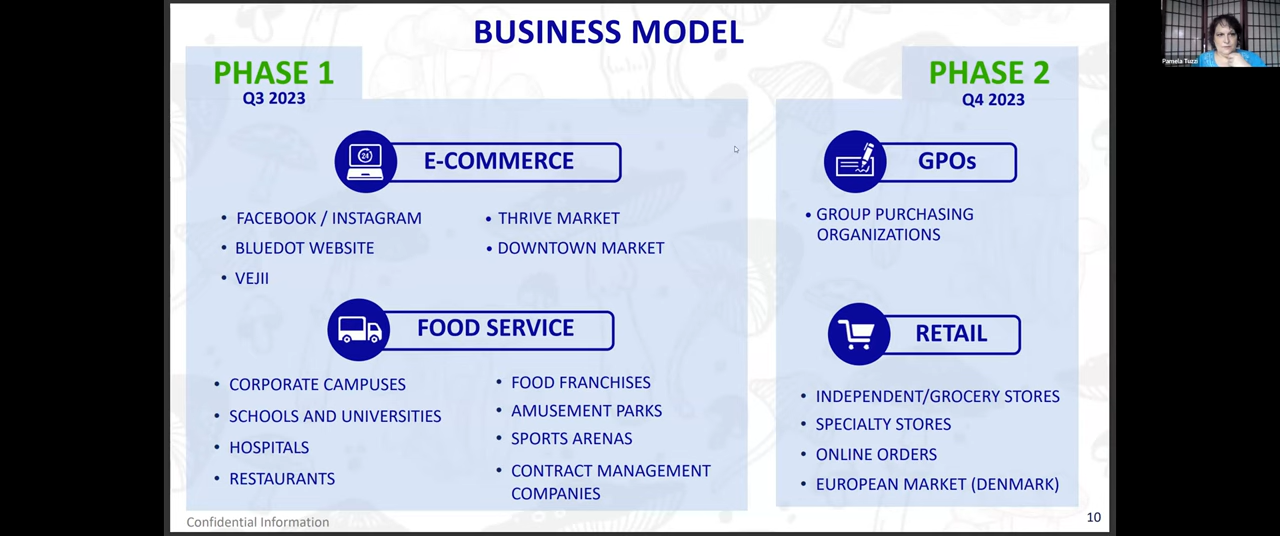 BUSINESS MODEL
PHASE 1
Q3 2023
E-COMMERCE
• FACEBOOK / INSTAGRAM
• BLUEDOT WEBSITE
• VEJII
• THRIVE MARKET
• DOWNTOWN MARKET
FOOD SERVICE
• CORPORATE CAMPUSES
• SCHOOLS AND UNIVERSITIES
• HOSPITALS
• RESTAURANTS
• FOOD FRANCHISES
• AMUSEMENT PARKS
• SPORTS ARENAS
• CONTRACT MANAGEMENT
COMPANIES
PHASE 2
Q4 2023
GPOs
• GROUP PURCHASING
ORGANIZATIONS
RETAIL
• INDEPENDENT/GROCERY STORES
• SPECIALTY STORES
• ONLINE ORDERS
• EUROPEAN MARKET (DENMARK)
Confidential Information
10
24
Pamela Tuzzi